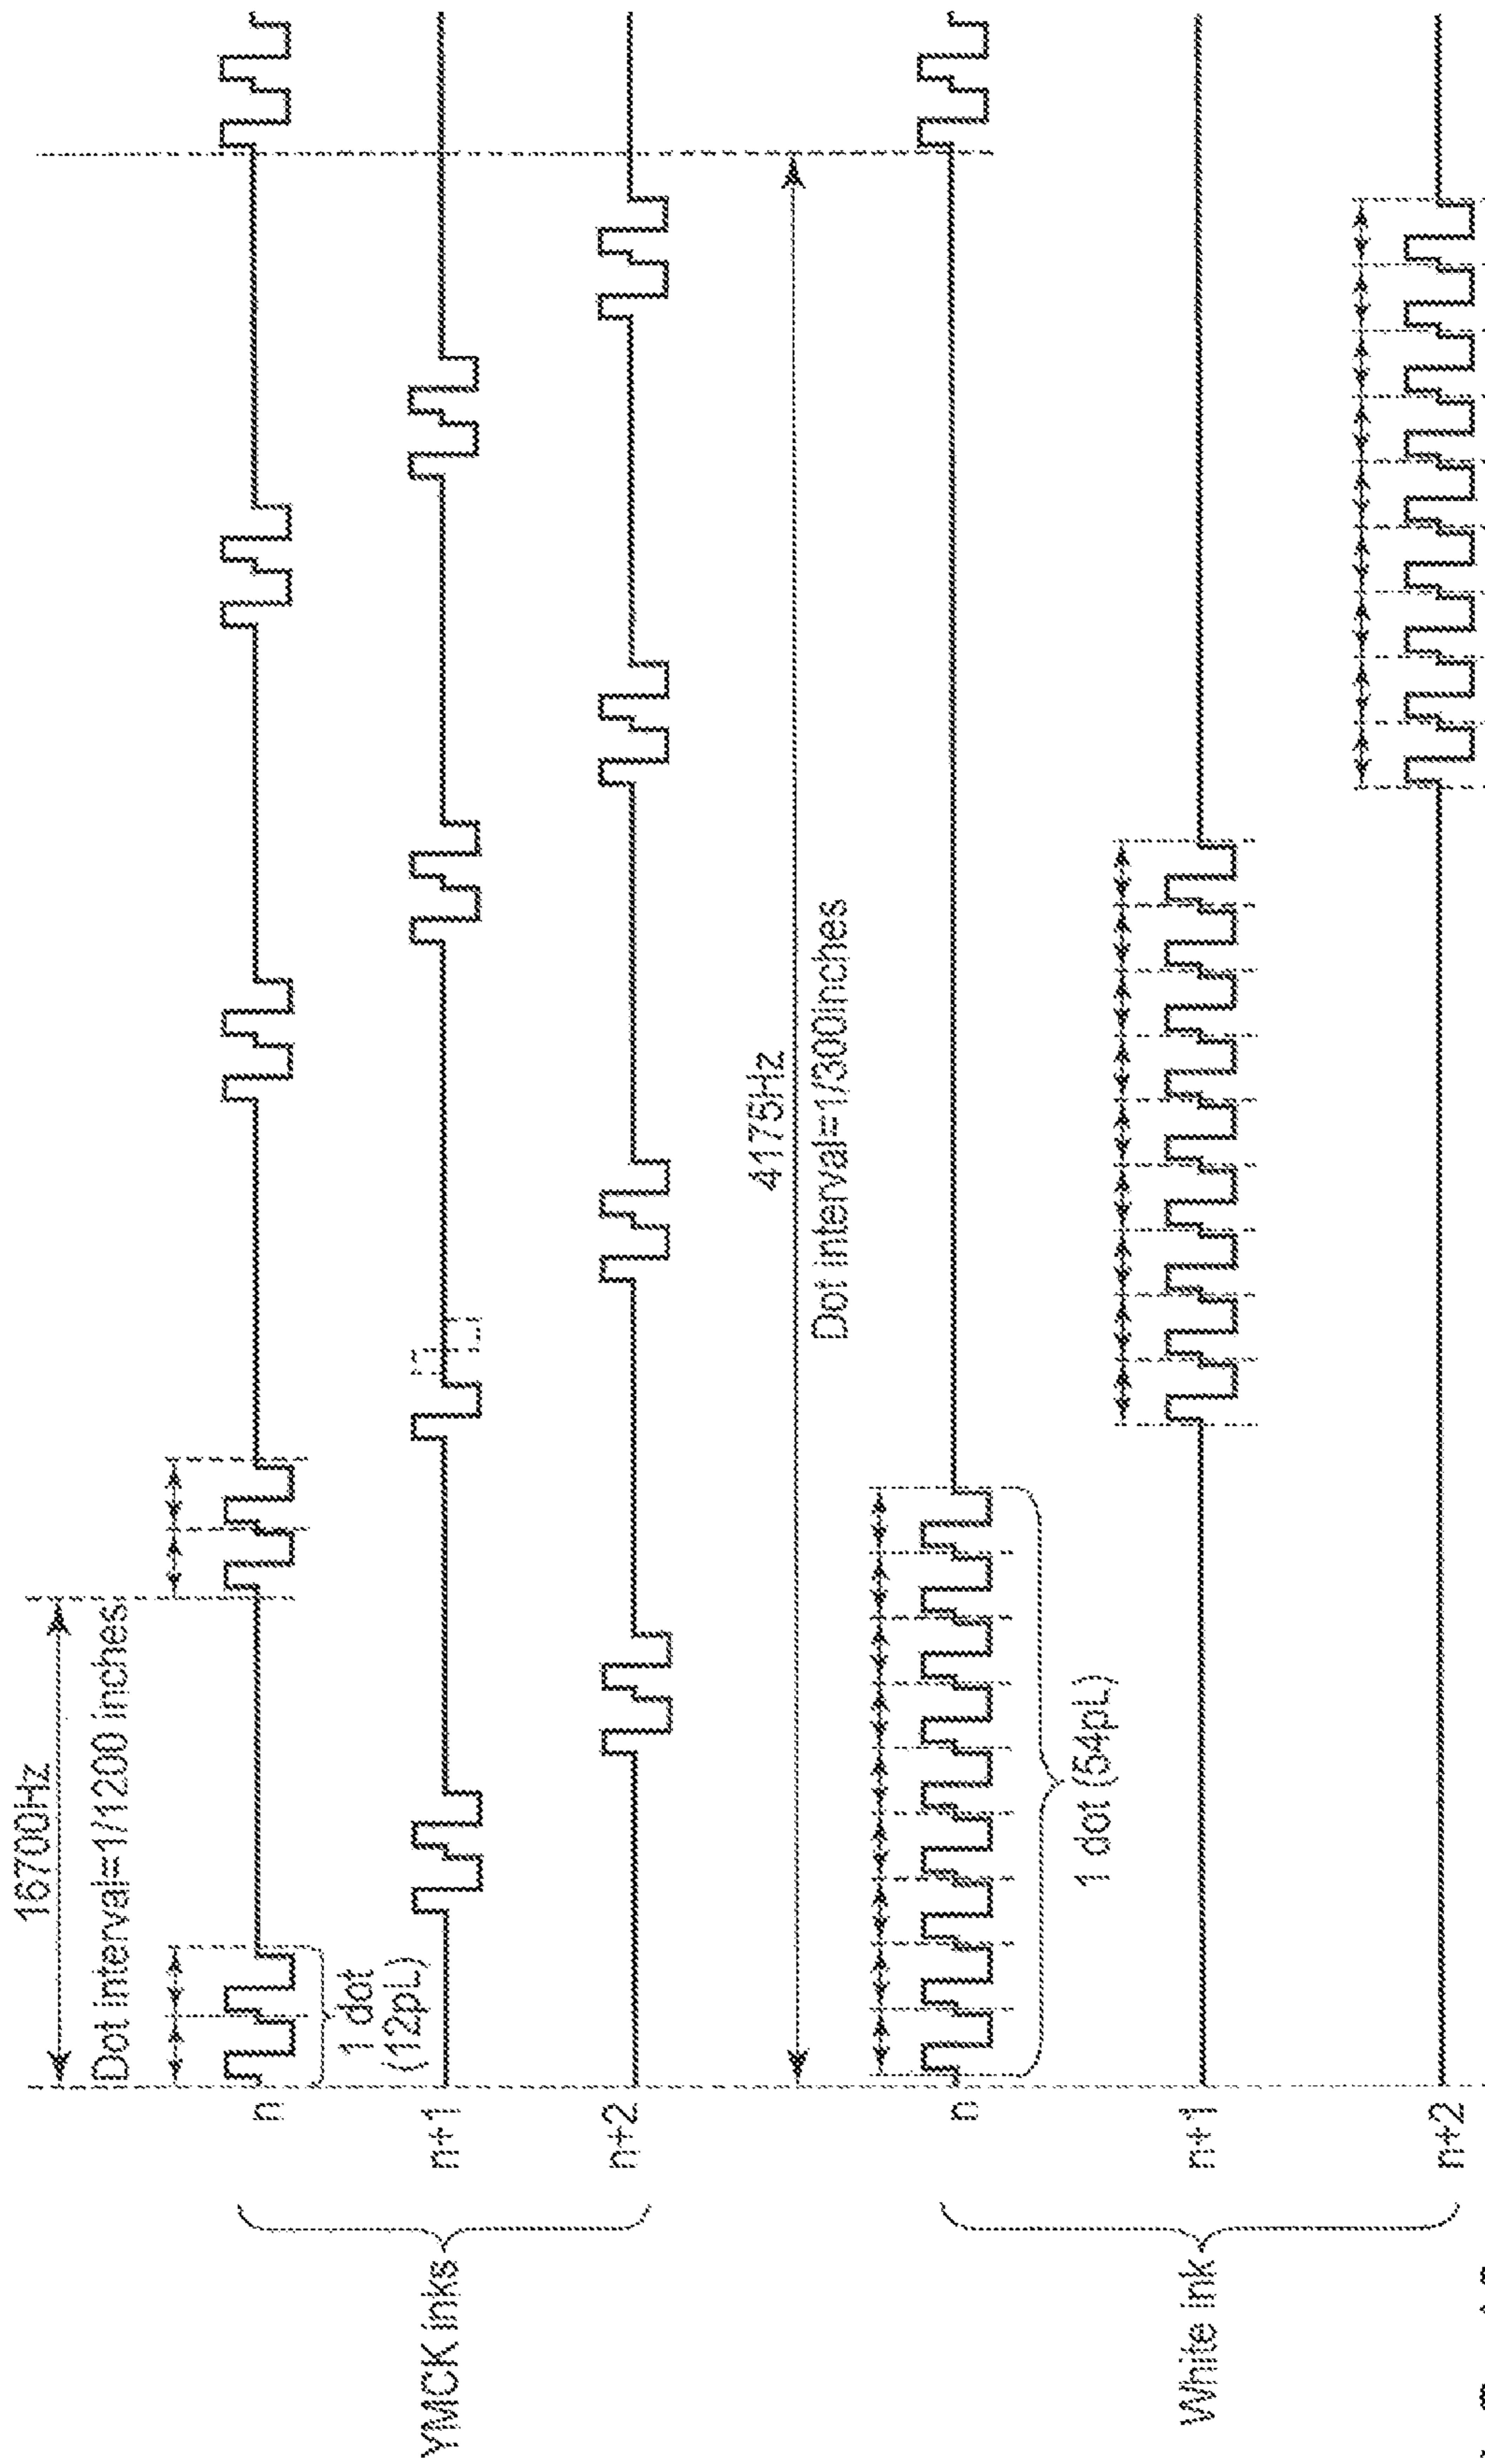 16700Hz
Dot interval=1/1200 inches
YMCK inks
n
1 dot
(12pL)
n+1
n+2
4175Hz
Dot interval=1/300inches
White ink
n
1 dot (54pL)
n+1
n+2